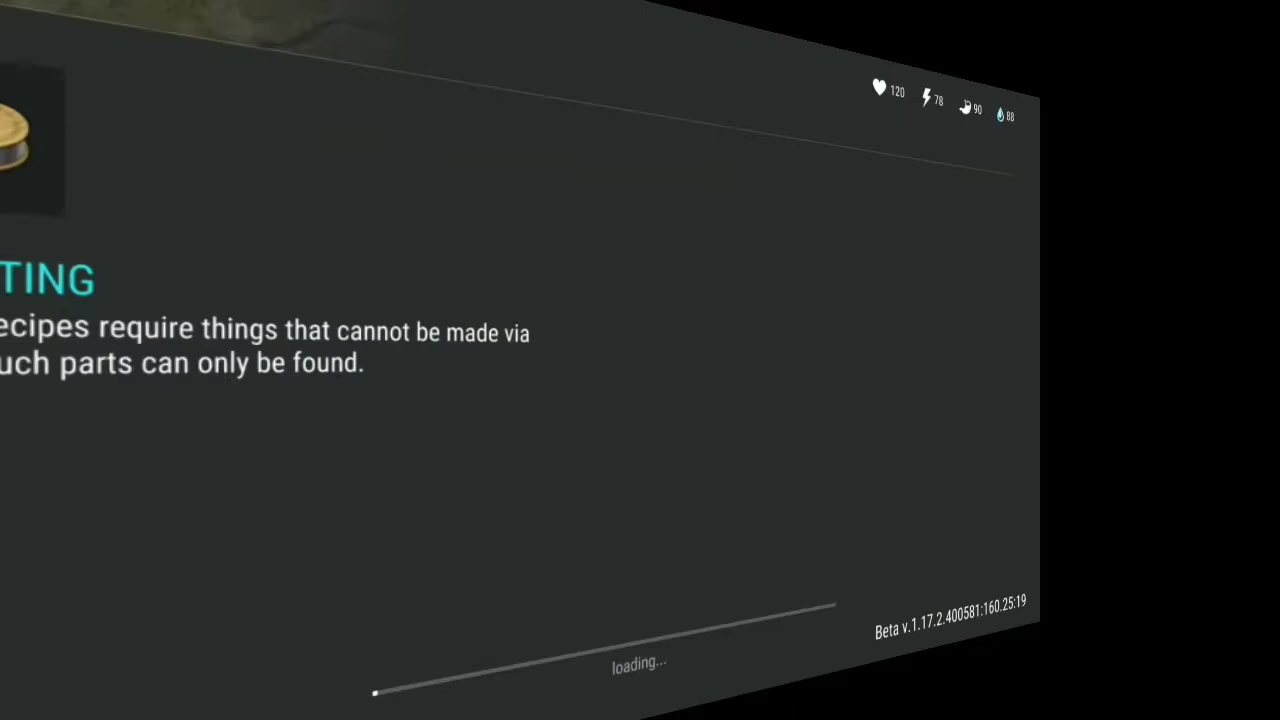 120 78 90 88
TING
ecipes require things that cannot be made via
uch parts can only be found.
loading...
Beta v.1.17.2.400581:160.25:19